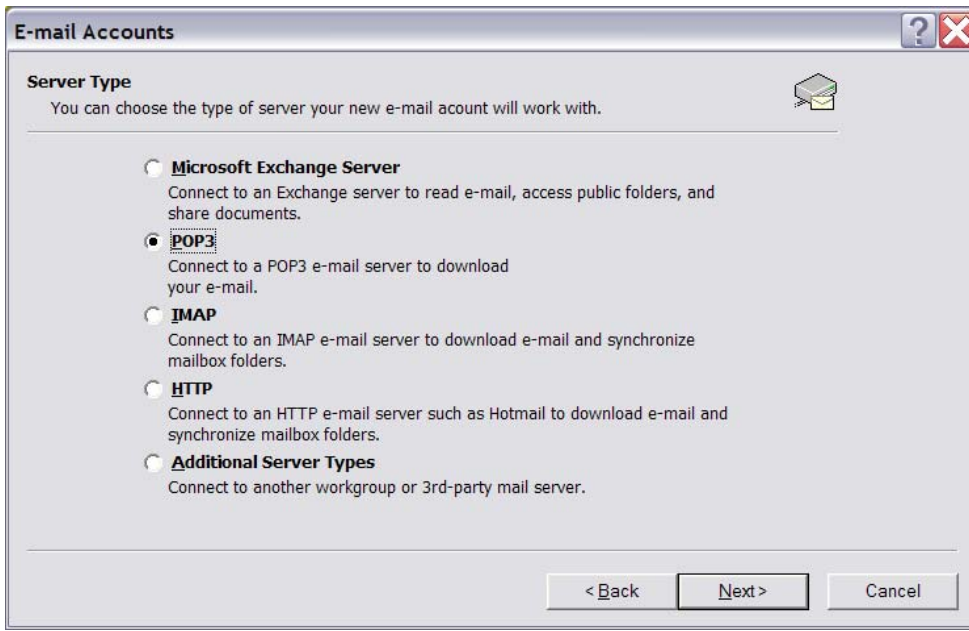 E-mail Accounts
Server Type
You can choose the type of server your new e-mail acount will work with.
Microsoft Exchange Server
Connect to an Exchange server to read e-mail, access public folders, and
share documents.
POP3
Connect to a POP3 e-mail server to download
your e-mail.
IMAP
Connect to an IMAP e-mail server to download e-mail and synchronize
mailbox folders.
HTTP
Connect to an HTTP e-mail server such as Hotmail to download e-mail and
synchronize mailbox folders.
Additional Server Types
Connect to another workgroup or 3rd-party mail server.
< Back Next > Cancel